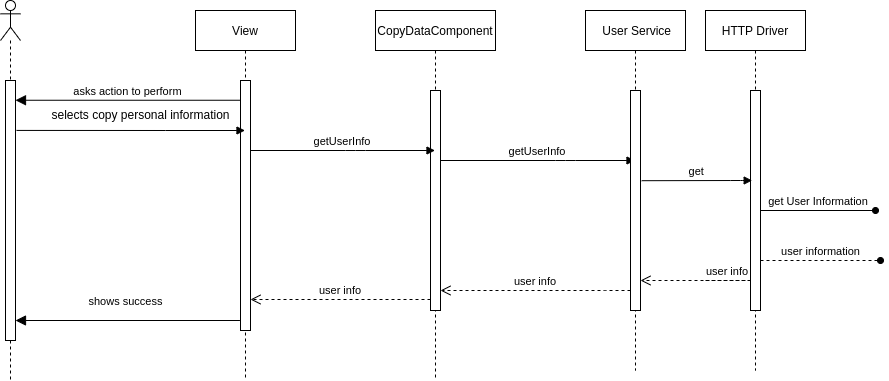 View
CopyDataComponent
User Service
HTTP Driver
asks action to perform
selects copy personal information
getUserInfo
getUserInfo
get
get User Information
user information
user info
user info
user info
shows success